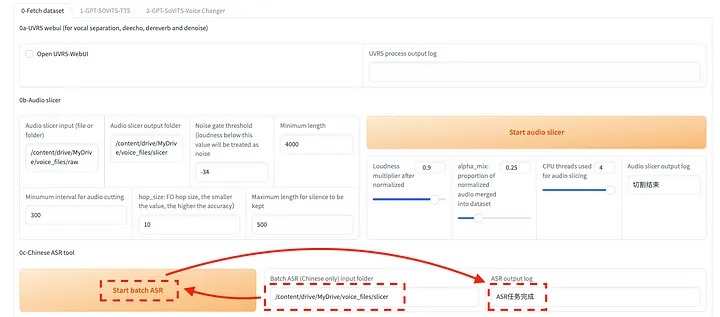 0-Fetch dataset
1-GPT-SOVITS-TTS
2-GPT-SoVITS-Voice Changer
0a-UVR5 webui (for vocal separation, deecho, dereverb and denoise)
Open UVR5-WebUI
UVR5 process output log
0b-Audio slicer
Audio slicer input (file or
folder)
/content/drive/MyDriv
e/voice_files/raw
Audio slicer output folder
/content/drive/MyDriv
e/voice_files/slicer
Noise gate threshold
(loudness below this
value will be treated as
noise
-34
Minimum length
4000
Start audio slicer
Minumum interval for audio cutting
300
hop_size: FO hop size, the smaller
the value, the higher the accuracy)
10
Maximum length for silence to be
kept
500
Loudness
multiplier after
normalized
0.9
alpha_mix:
proportion of
normalized
audio merged
into dataset
0.25
CPU threads used
for audio slicing
4
Audio slicer output log
切割结束
0c-Chinese ASR tool
Start batch ASR
Batch ASR (Chinese only) input folder
/content/drive/MyDrive/voice_files/slicer
ASR output log
ASR任务完成